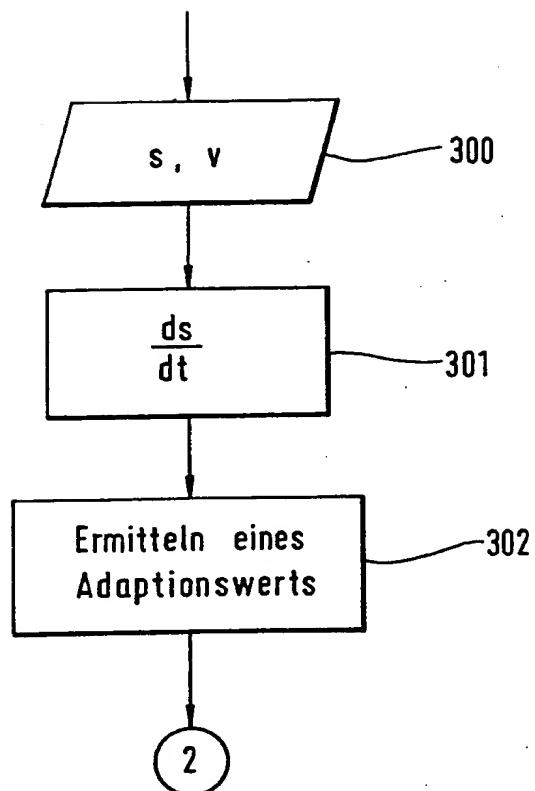 s, v
300
ds
dt
301
Ermitteln eines
Adaptionswerts
302
2